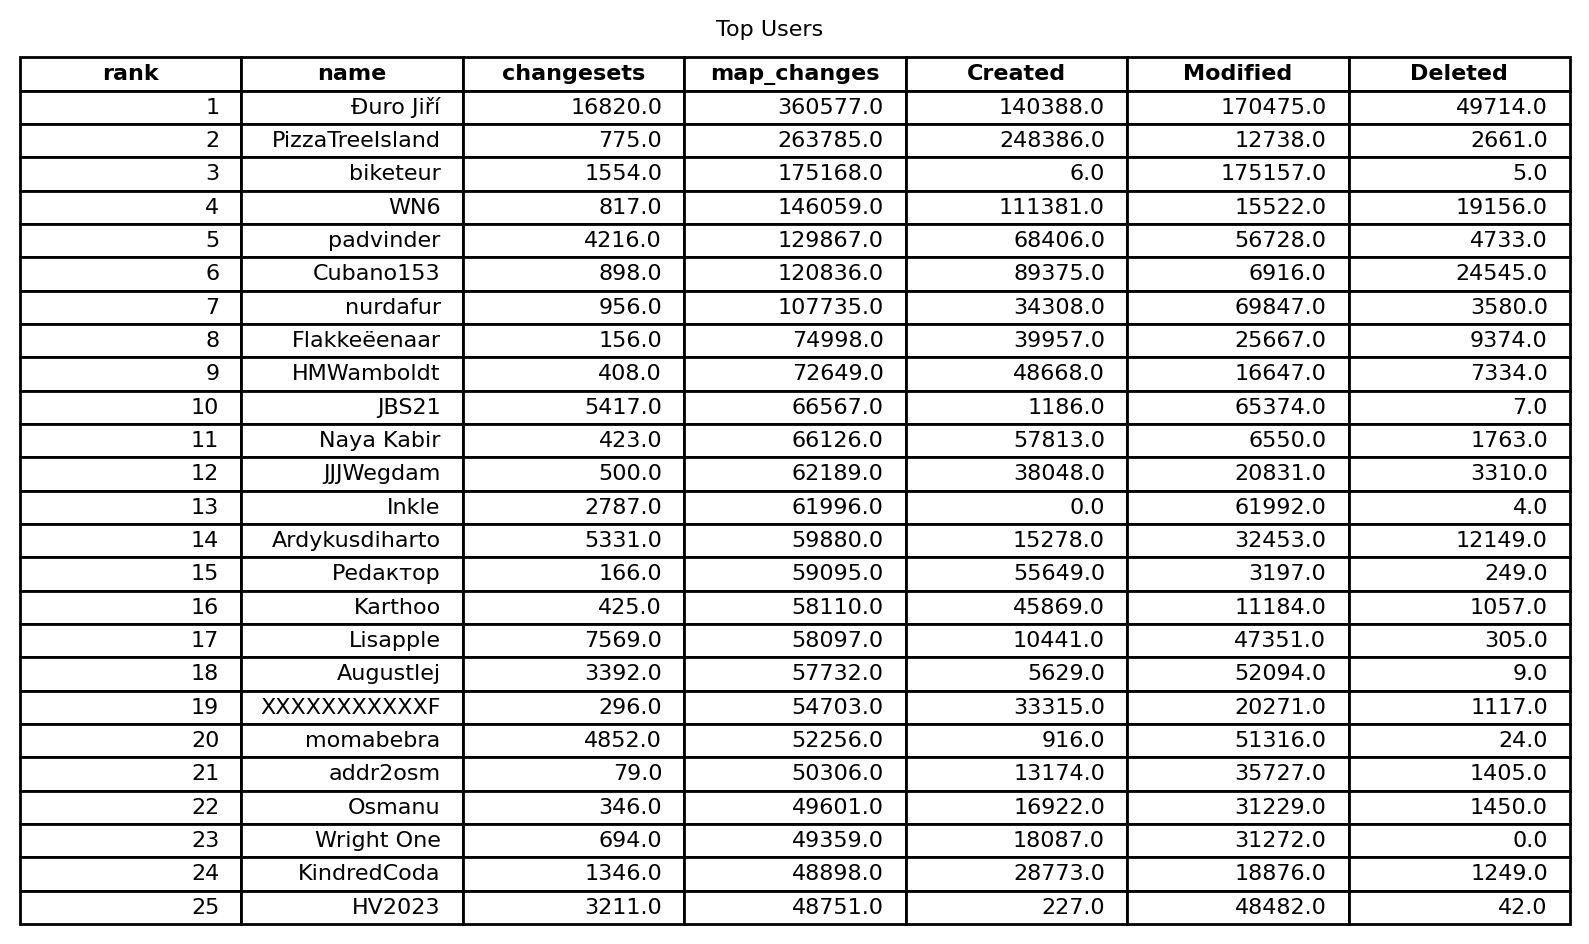 Top Users
rank name changesets map_changes Created Modified Deleted
1 Đuro Jiří 16820.0 360577.0 140388.0 170475.0 49714.0
2 PizzaTreeIsland 775.0 263785.0 248386.0 12738.0 2661.0
3 biketeur 1554.0 175168.0 6.0 175157.0 5.0
4 WN6 817.0 146059.0 111381.0 15522.0 19156.0
5 padvinder 4216.0 129867.0 68406.0 56728.0 4733.0
6 Cubano153 898.0 120836.0 89375.0 6916.0 24545.0
7 nurdafur 956.0 107735.0 34308.0 69847.0 3580.0
8 Flakkeëenaar 156.0 74998.0 39957.0 25667.0 9374.0
9 HMWamboldt 408.0 72649.0 48668.0 16647.0 7334.0
10 JBS21 5417.0 66567.0 1186.0 65374.0 7.0
11 Naya Kabir 423.0 66126.0 57813.0 6550.0 1763.0
12 JJJWegdam 500.0 62189.0 38048.0 20831.0 3310.0
13 Inkle 2787.0 61996.0 0.0 61992.0 4.0
14 Ardykusdiharto 5331.0 59880.0 15278.0 32453.0 12149.0
15 Pedaктор 166.0 59095.0 55649.0 3197.0 249.0
16 Karthoo 425.0 58110.0 45869.0 11184.0 1057.0
17 Lisapple 7569.0 58097.0 10441.0 47351.0 305.0
18 Augustlej 3392.0 57732.0 5629.0 52094.0 9.0
19 XXXXXXXXXXXF 296.0 54703.0 33315.0 20271.0 1117.0
20 momabebra 4852.0 52256.0 916.0 51316.0 24.0
21 addr2osm 79.0 50306.0 13174.0 35727.0 1405.0
22 Osmanu 346.0 49601.0 16922.0 31229.0 1450.0
23 Wright One 694.0 49359.0 18087.0 31272.0 0.0
24 KindredCoda 1346.0 48898.0 28773.0 18876.0 1249.0
25 HV2023 3211.0 48751.0 227.0 48482.0 42.0